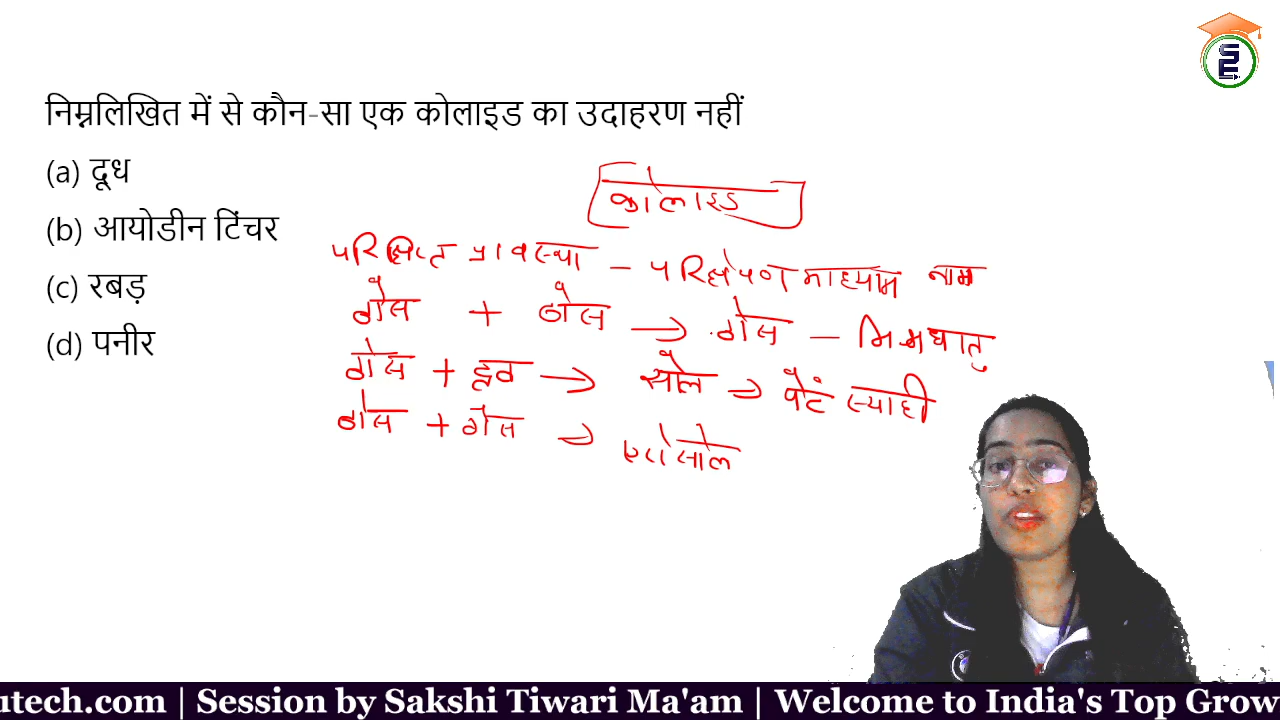 निम्नलिखित में से कौन-सा एक कोलाइड का उदाहरण नहीं
(a) दूध
(b) आयोडीन टिंचर
(c) रबड़
(d) पनीर
कोलाइड
परिक्षिप्त प्रावस्था – परिक्षेपण माध्यम नाम
ठोस + ठोस → ठोस – मिश्रधातु
ठोस + द्रव → सोल → पेंट स्याही
ठोस + गैस → एरोसोल
utech.com | Session by Sakshi Tiwari Ma'am | Welcome to India's Top Grow